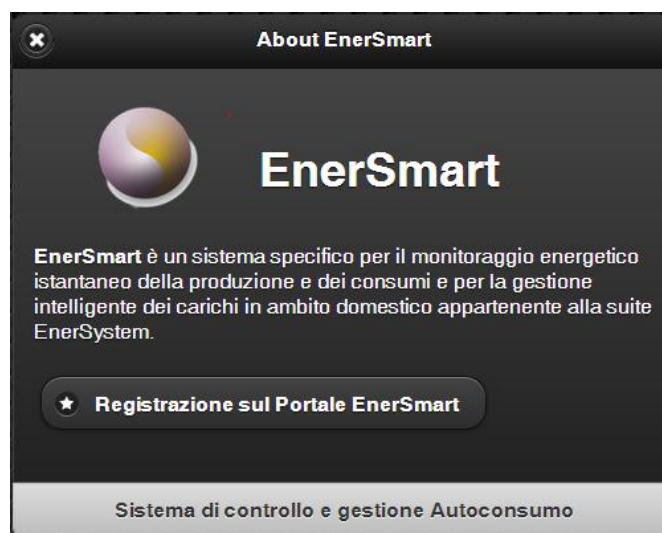 About EnerSmart
EnerSmart
EnerSmart è un sistema specifico per il monitoraggio energetico
istantaneo della produzione e dei consumi e per la gestione
intelligente dei carichi in ambito domestico appartenente alla suite
EnerSystem.
Registrazione sul Portale EnerSmart
Sistema di controllo e gestione Autoconsumo